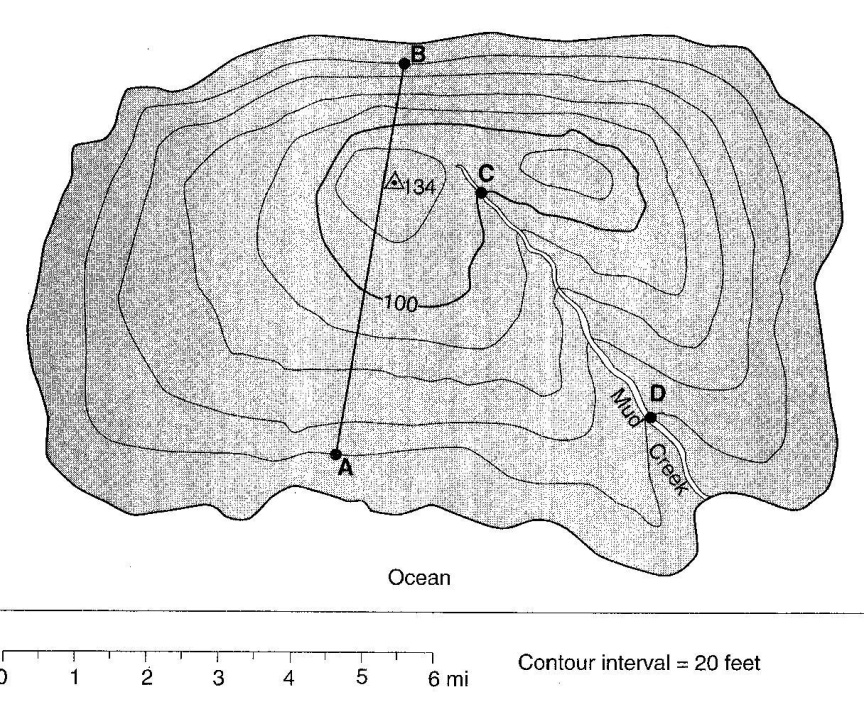 B
134
C
100
D
Mud Creek
A
Ocean
0 1 2 3 4 5 6 mi
Contour interval = 20 feet